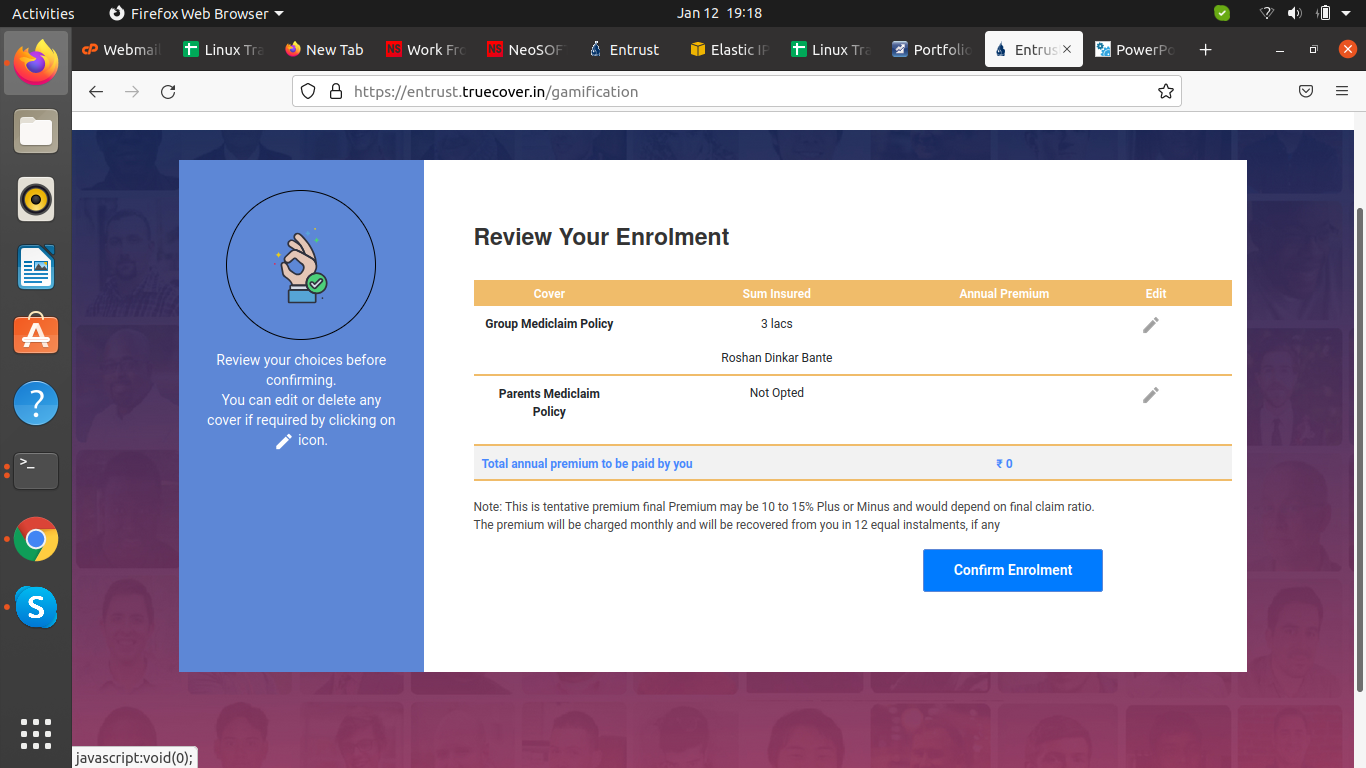 Activities
Firefox Web Browser
Jan 12 19:18
Webmail
Linux Tra
New Tab
NS
Work Fro
NS
NeoSOF
Entrust
Elastic IP
Linux Tra
Portfolio
Entrus
PowerPo
https://entrust.truecover.in/gamification
Review your choices before
confirming.
You can edit or delete any
cover if required by clicking on
icon.
Review Your Enrolment
Cover Sum Insured Annual Premium Edit
Group Mediclaim Policy 3 lacs
Roshan Dinkar Bante
Parents Mediclaim Not Opted
Policy
Total annual premium to be paid by you ₹ 0
Note: This is tentative premium final Premium may be 10 to 15% Plus or Minus and would depend on final claim ratio.
The premium will be charged monthly and will be recovered from you in 12 equal instalments, if any
Confirm Enrolment
javascript:void(0);